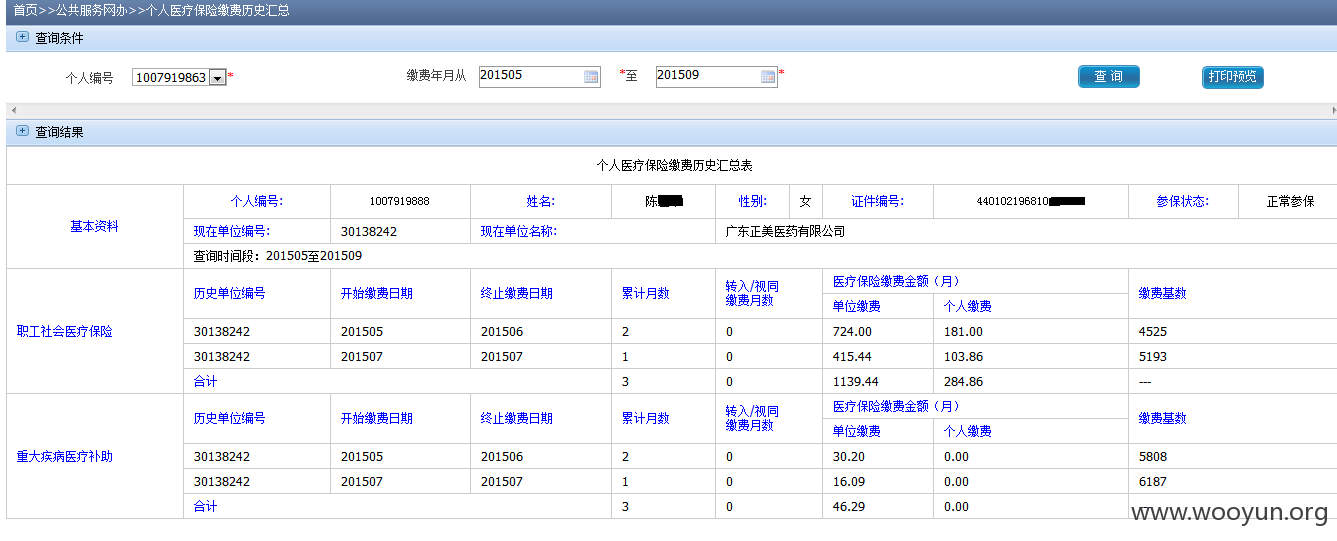 首页>>公共服务网办>>个人医疗保险缴费历史汇总
查询条件
个人编号 1007919863 * 缴费年月从 201505 *至 201509 * 查 询 打印预览
查询结果
个人医疗保险缴费历史汇总表
基本资料 个人编号: 1007919888 姓名: 陈 性别: 女 证件编号: 440102196810 参保状态: 正常参保
现在单位编号: 30138242 现在单位名称: 广东正美医药有限公司
查询时间段: 201505至201509
职工社会医疗保险 历史单位编号 开始缴费日期 终止缴费日期 累计月数 转入/视同缴费月数 医疗保险缴费金额（月） 缴费基数
单位缴费 个人缴费
30138242 201505 201506 2 0 724.00 181.00 4525
30138242 201507 201507 1 0 415.44 103.86 5193
合计 3 0 1139.44 284.86 ---
重大疾病医疗补助 历史单位编号 开始缴费日期 终止缴费日期 累计月数 转入/视同缴费月数 医疗保险缴费金额（月） 缴费基数
单位缴费 个人缴费
30138242 201505 201506 2 0 30.20 0.00 5808
30138242 201507 201507 1 0 16.09 0.00 6187
合计 3 0 46.29 0.00
www.wooyun.org